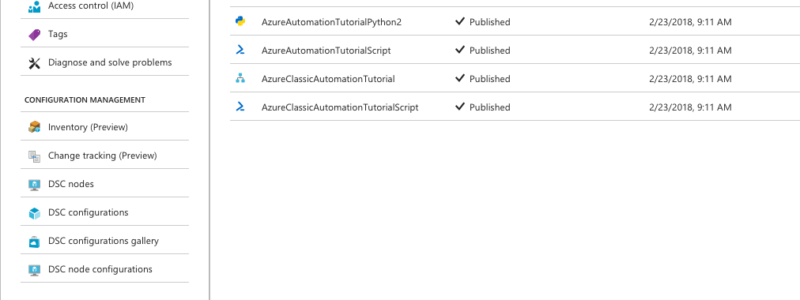 Access control (IAM)
Tags
Diagnose and solve problems
CONFIGURATION MANAGEMENT
Inventory (Preview)
Change tracking (Preview)
DSC nodes
DSC configurations
DSC configurations gallery
DSC node configurations
AzureAutomationTutorialPython2 Published 2/23/2018, 9:11 AM
AzureAutomationTutorialScript Published 2/23/2018, 9:11 AM
AzureClassicAutomationTutorial Published 2/23/2018, 9:11 AM
AzureClassicAutomationTutorialScript Published 2/23/2018, 9:11 AM